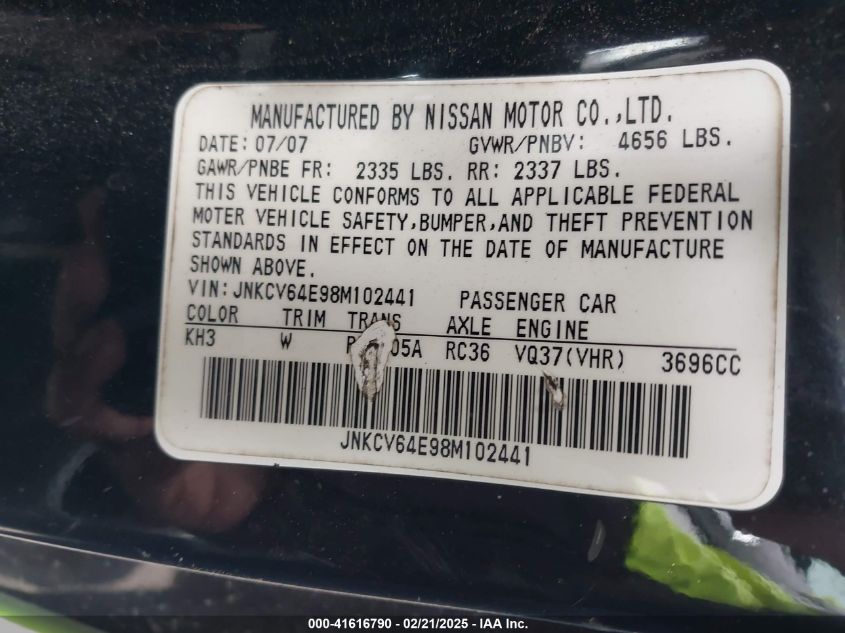 MANUFACTURED BY NISSAN MOTOR CO.,LTD.
DATE: 07/07 GVWR/PNBV: 4656 LBS.
GAWR/PNBE FR: 2335 LBS. RR: 2337 LBS.
THIS VEHICLE CONFORMS TO ALL APPLICABLE FEDERAL
MOTER VEHICLE SAFETY,BUMPER,AND THEFT PREVENTION
STANDARDS IN EFFECT ON THE DATE OF MANUFACTURE
SHOWN ABOVE.
VIN: JNKCV64E98M102441 PASSENGER CAR
COLOR TRIM TRANS AXLE ENGINE
KH3 W RC36 VQ37(VHR) 3696CC
JNKCV64E98M102441
000-41616790 - 02/21/2025 - IAA Inc.